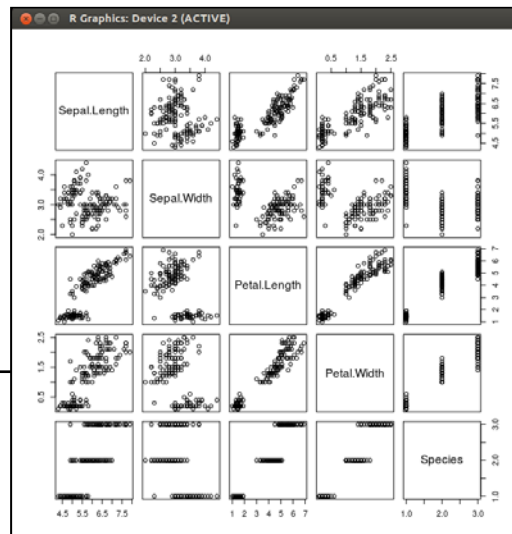 R Graphics: Device 2 (ACTIVE)
2.0 3.0 4.0
0.5 1.5 2.5
Sepal.Length
4.5 5.5 6.5 7.5
2.0 3.0 4.0
Sepal.Width
Petal.Length
1 2 3 4 5 6 7
0.5 1.5 2.5
Petal.Width
Species
1.0 2.0 3.0
4.5 5.5 6.5 7.5
1 2 3 4 5 6 7
1.0 2.0 3.0